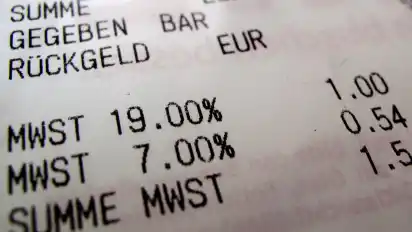 SUMME
GEGEBEN BAR
RÜCKGELD EUR
MWST 19.00% 1.00
MWST 7.00% 0.54
SUMME MWST 1.5